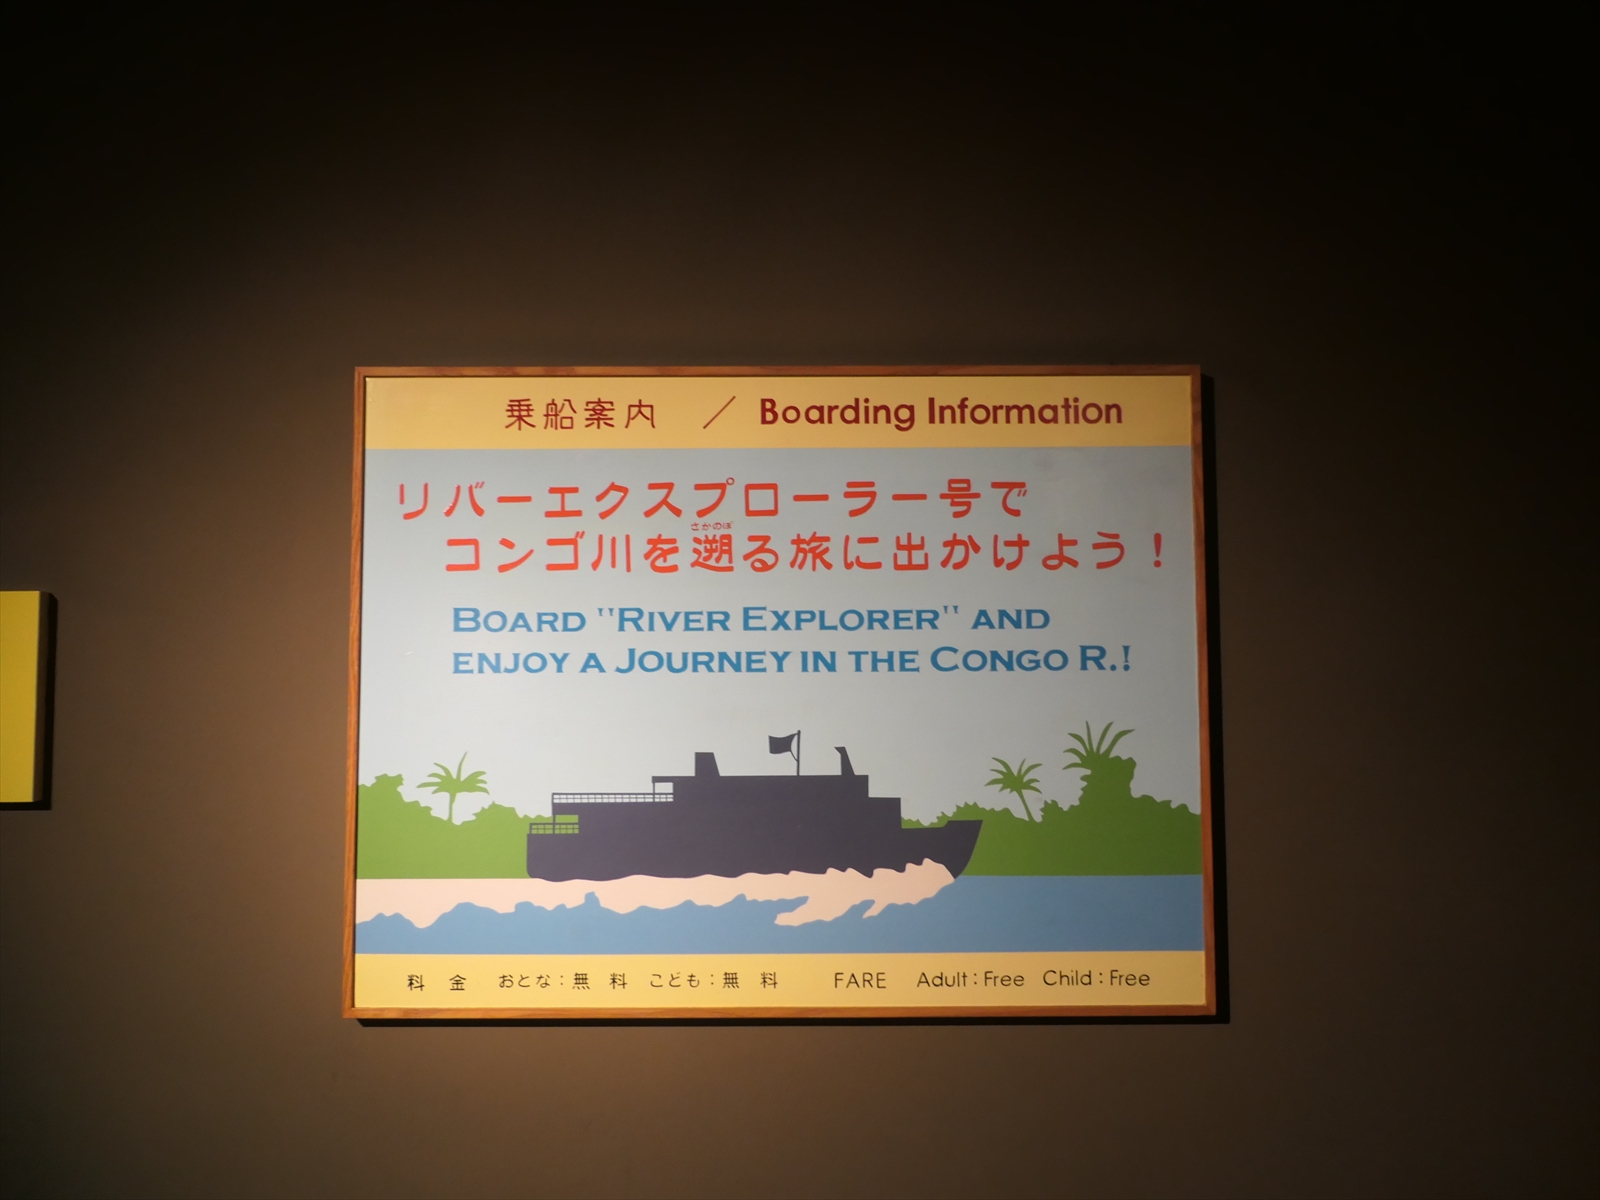 乗船案内 ／ Boarding Information
リバーエクスプローラー号で
さかのぼ
コンゴ川を遡る旅に出かけよう！
BOARD "RIVER EXPLORER" AND
ENJOY A JOURNEY IN THE CONGO R.!
料 金 おとな：無 料 こども：無 料 FARE Adult：Free Child：Free